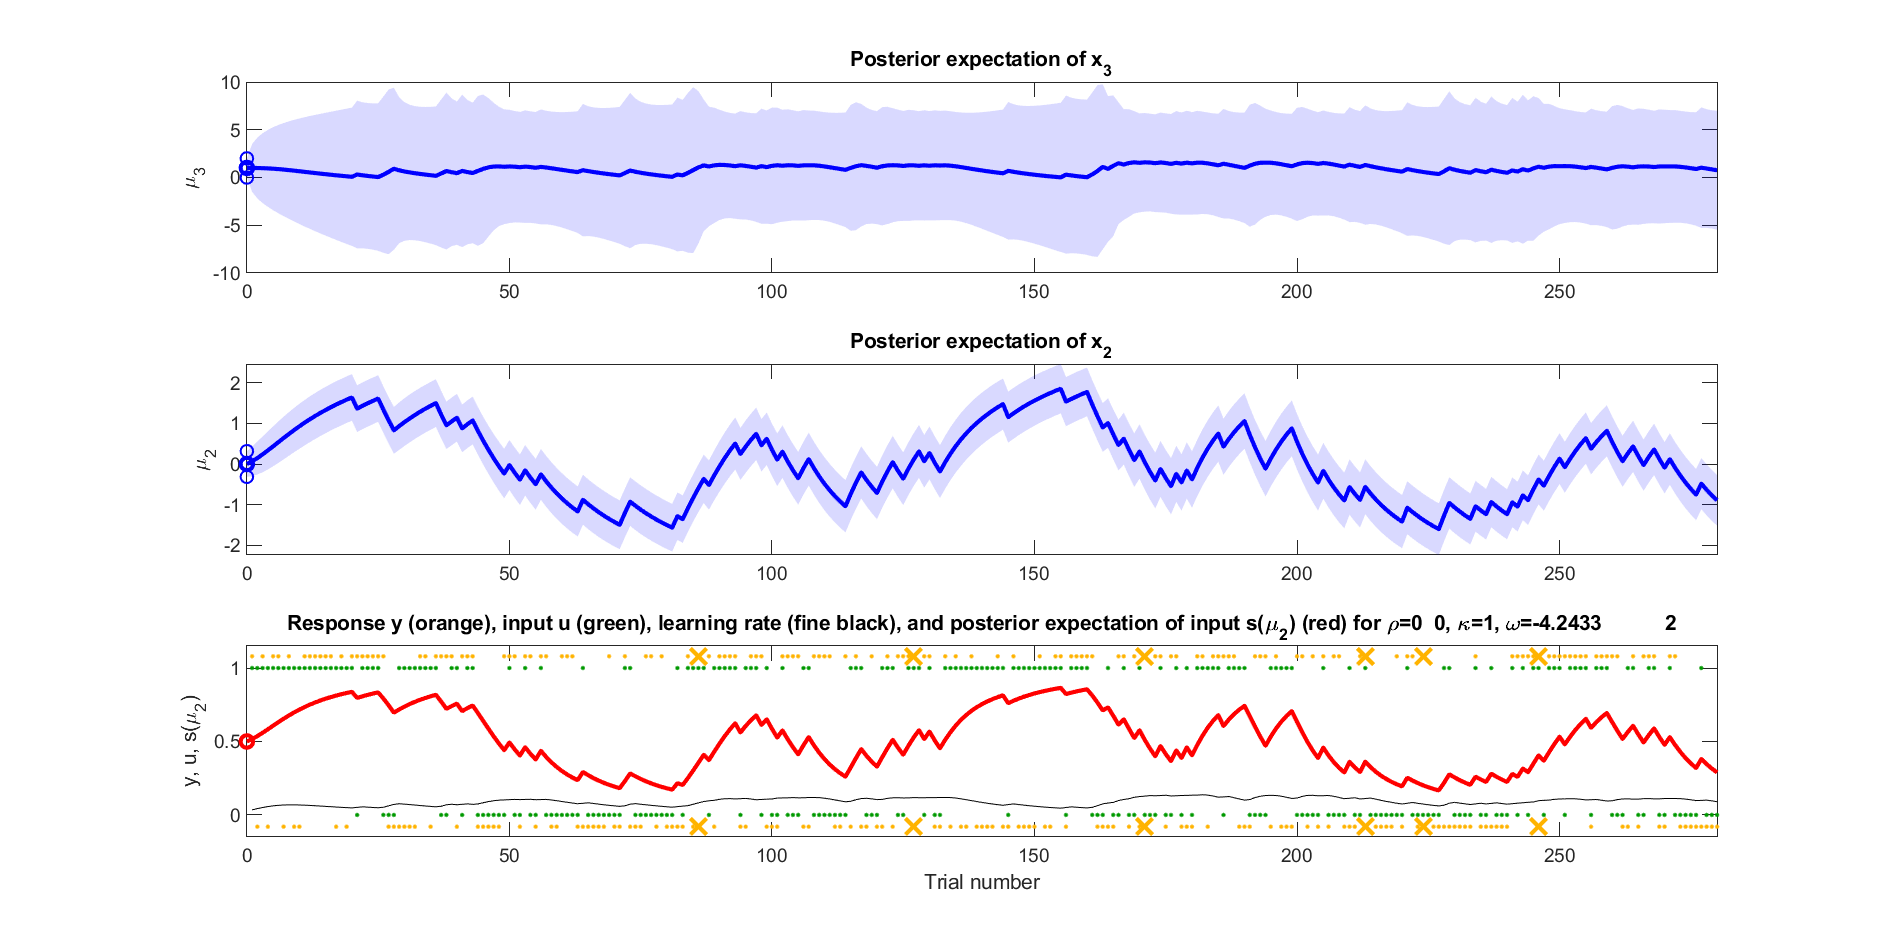 Posterior expectation of x3
10
5
0
-5
-10
μ3
0 50 100 150 200 250
Posterior expectation of x2
2
1
0
-1
-2
μ2
0 50 100 150 200 250
Response y (orange), input u (green), learning rate (fine black), and posterior expectation of input s(μ2) (red) for ρ=0 0, κ=1, ω=-4.2433 2
1
0.5
0
y, u, s(μ2)
0 50 100 150 200 250
Trial number